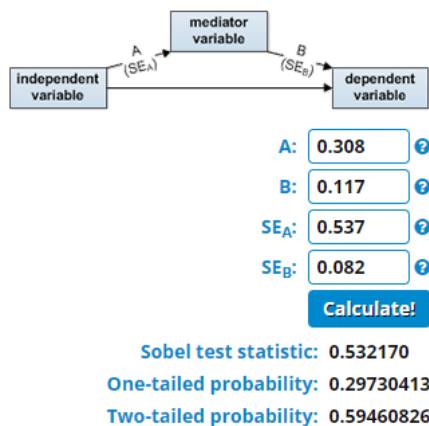 mediator
variable
A
(SEA)
B
(SEB)
independent
variable
dependent
variable
A: 0.308 ?
B: 0.117 ?
SEA: 0.537 ?
SEB: 0.082 ?
Calculate!
Sobel test statistic: 0.532170
One-tailed probability: 0.29730413
Two-tailed probability: 0.59460826